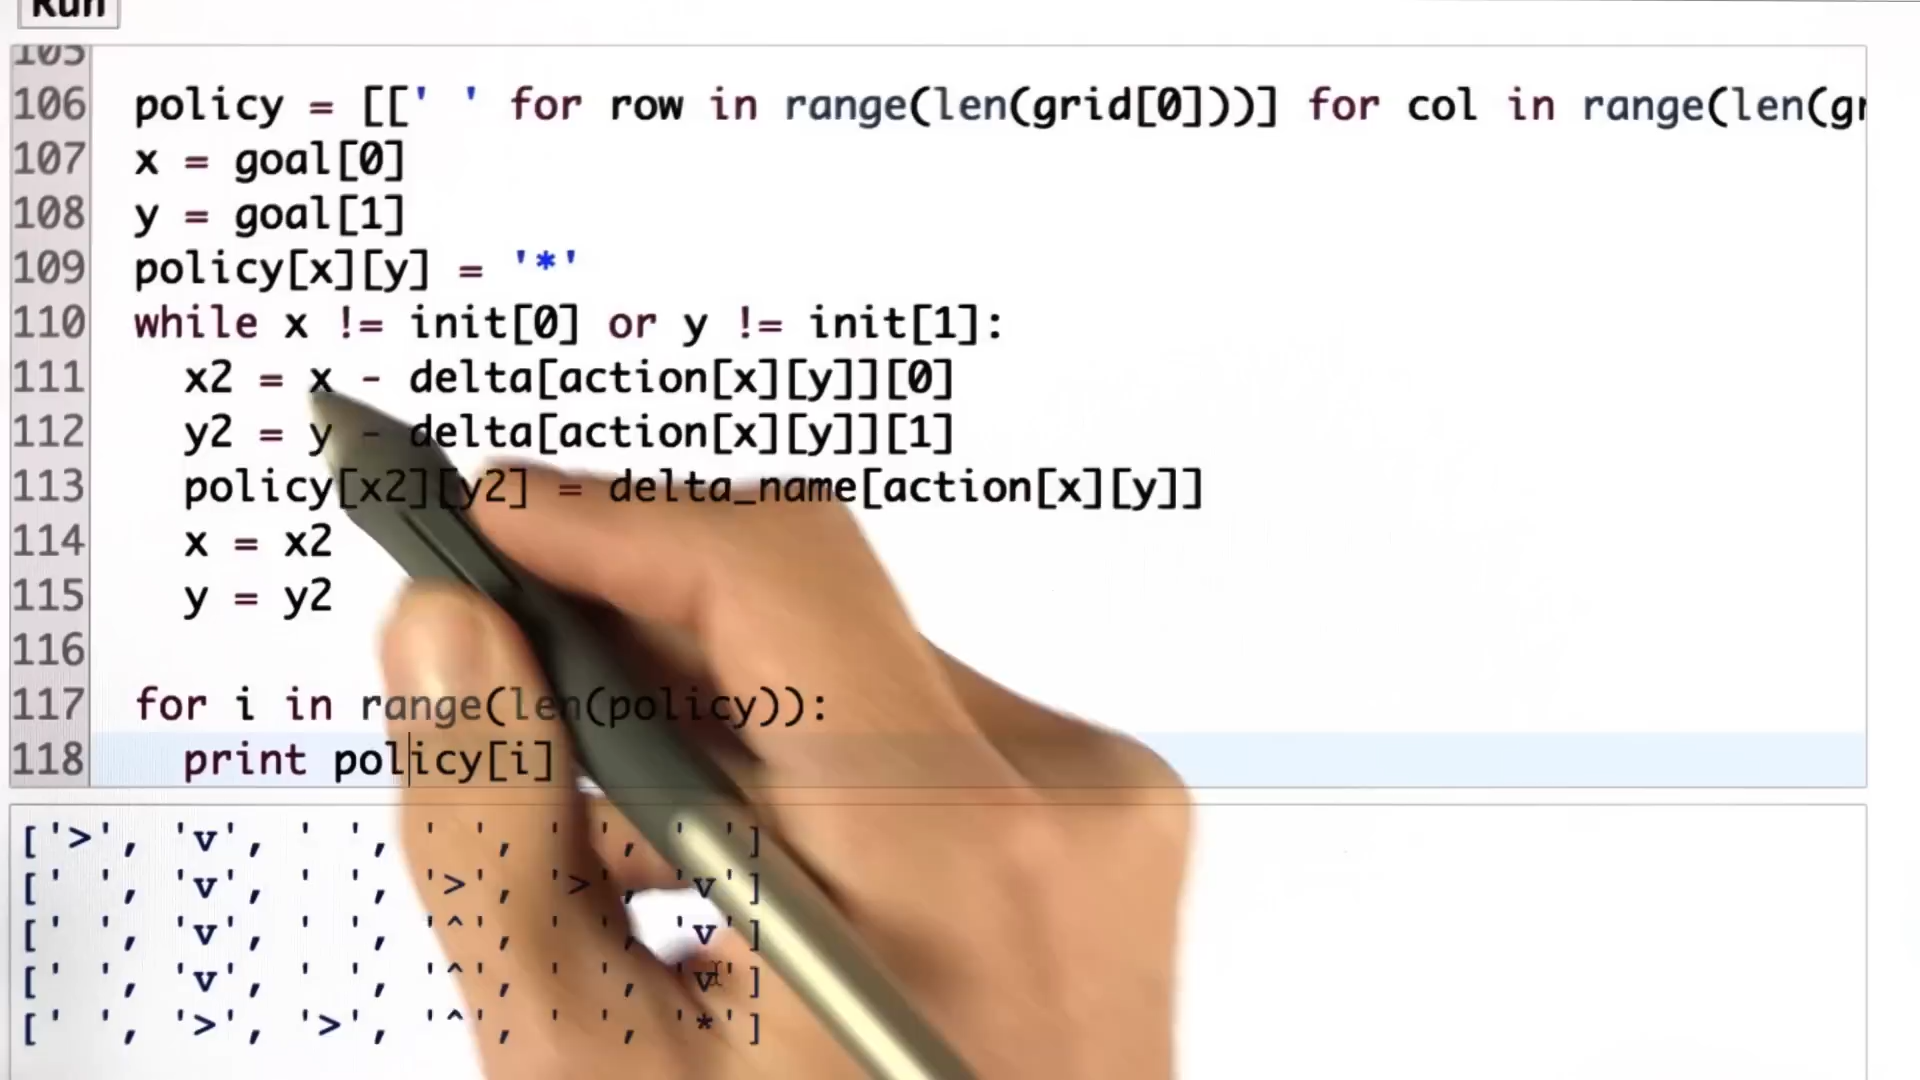 Run
105
106 policy = [[' ' for row in range(len(grid[0]))] for col in range(len(gr
107 x = goal[0]
108 y = goal[1]
109 policy[x][y] = '*'
110 while x != init[0] or y != init[1]:
111 x2 = x - delta[action[x][y]][0]
112 y2 = y - delta[action[x][y]][1]
113 policy[x2][y2] = delta_name[action[x][y]]
114 x = x2
115 y = y2
116
117 for i in range(len(policy)):
118 print policy[i]
['>', 'v', ' ', ' ', ' ', ' ']
[' ', 'v', ' ', '>', '>', 'v']
[' ', 'v', ' ', '^', ' ', 'v']
[' ', 'v', ' ', '^', ' ', 'v']
[' ', '>', '>', '^', ' ', '*']